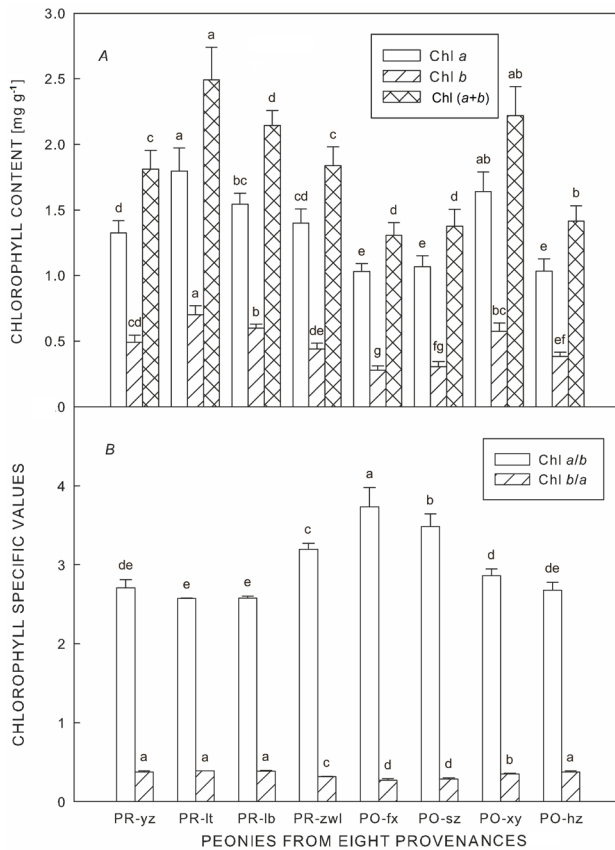 A
Chl a
Chl b
Chl (a+b)
CHLOROPHYLL CONTENT [mg g-1]
3.0
2.5
2.0
1.5
1.0
0.5
.0
d cd c
a a a
bc b d
cd de c
e g d
e fg d
ab bc ab
e ef b
B
Chl a/b
Chl b/a
CHLOROPHYLL SPECIFIC VALUES
4
3
2
1
0
de a
e a
e a
c c
a d
b d
d b
de a
PR-yz PR-lt PR-lb PR-zwl PO-fx PO-sz PO-xy PO-hz
PEONIES FROM EIGHT PROVENANCES